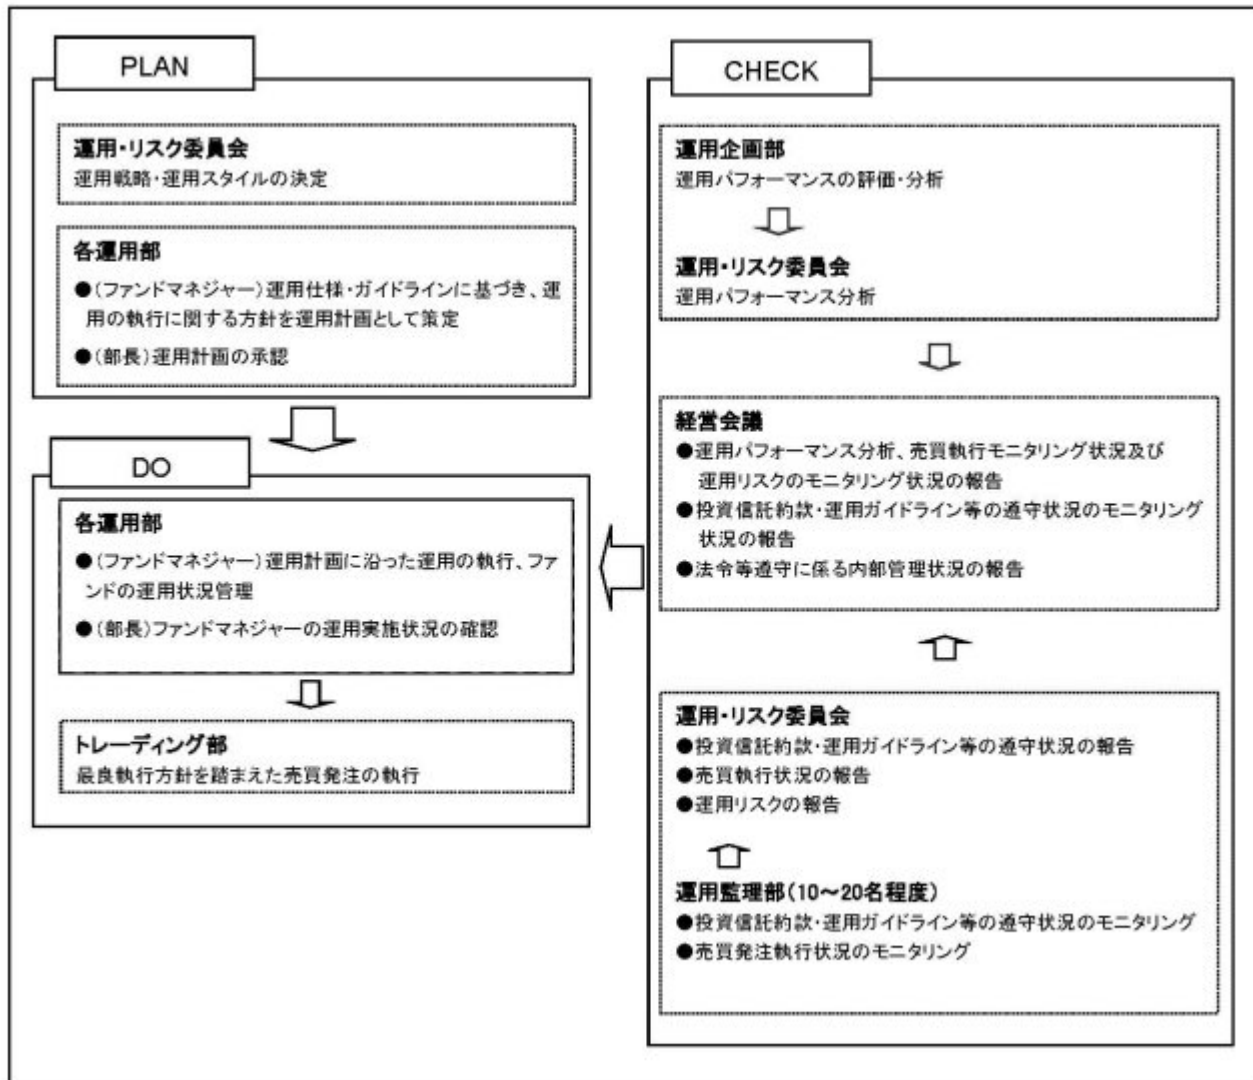 PLAN
運用・リスク委員会
運用戦略・運用スタイルの決定
各運用部
●(ファンドマネジャー)運用仕様・ガイドラインに基づき、運
用の執行に関する方針を運用計画として策定
●(部長)運用計画の承認
DO
各運用部
●(ファンドマネジャー)運用計画に沿った運用の執行、ファ
ンドの運用状況管理
●(部長)ファンドマネジャーの運用実施状況の確認
トレーディング部
最良執行方針を踏まえた売買発注の執行
CHECK
運用企画部
運用パフォーマンスの評価・分析
運用・リスク委員会
運用パフォーマンス分析
経営会議
●運用パフォーマンス分析、売買執行モニタリング状況及び
運用リスクのモニタリング状況の報告
●投資信託約款・運用ガイドライン等の遵守状況のモニタリング
状況の報告
●法令等遵守に係る内部管理状況の報告
運用・リスク委員会
●投資信託約款・運用ガイドライン等の遵守状況の報告
●売買執行状況の報告
●運用リスクの報告
運用監理部(10～20名程度)
●投資信託約款・運用ガイドライン等の遵守状況のモニタリング
●売買発注執行状況のモニタリング